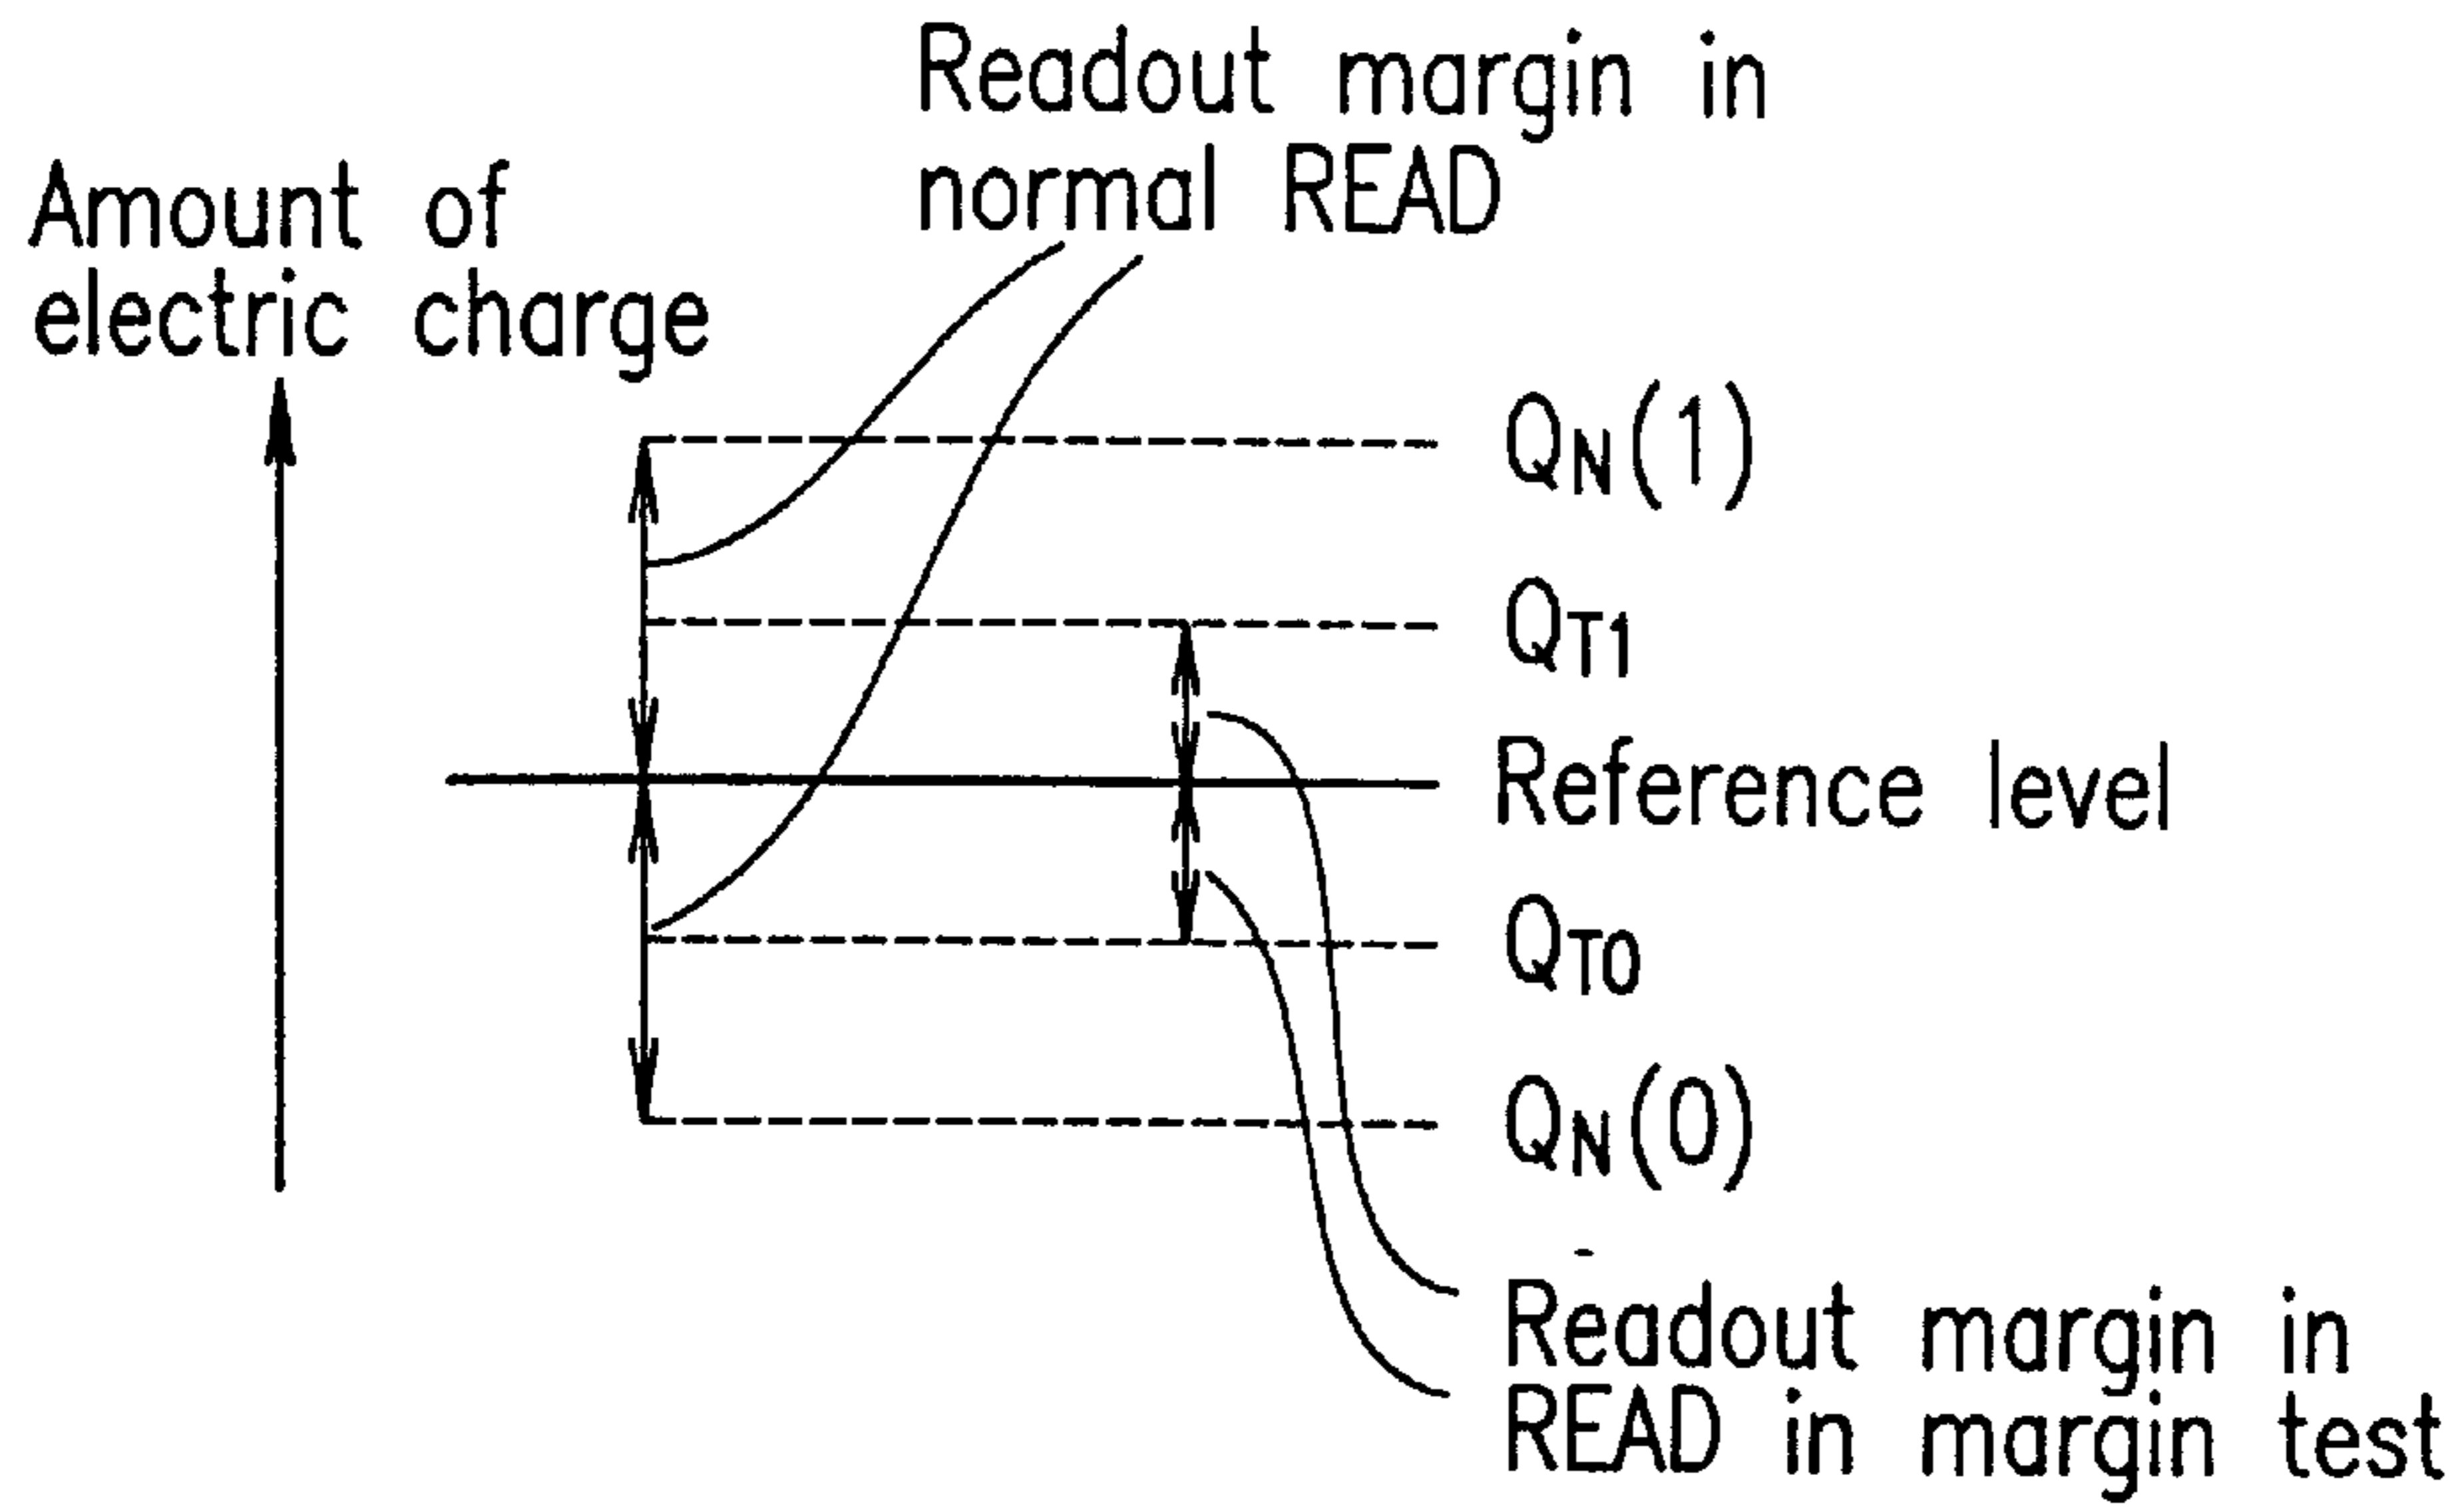 Readout margin in
normal READ
Amount of
electric charge
QN(1)
QT1
Reference level
QT0
QN(0)
Readout margin in
READ in margin test